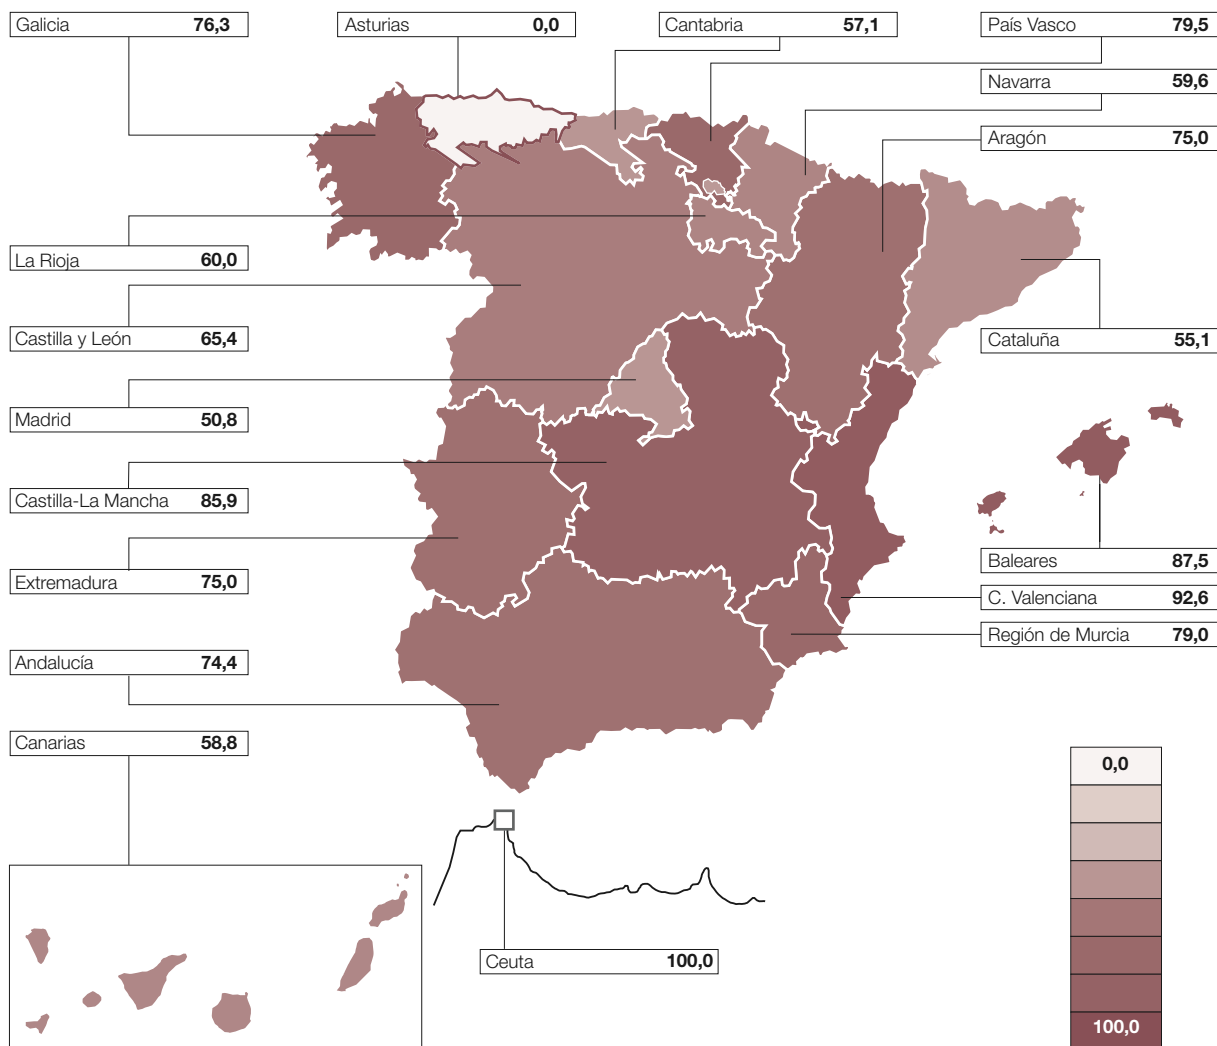 Galicia 76,3
Asturias 0,0
Cantabria 57,1
País Vasco 79,5
Navarra 59,6
Aragón 75,0
La Rioja 60,0
Castilla y León 65,4
Cataluña 55,1
Madrid 50,8
Castilla-La Mancha 85,9
Extremadura 75,0
Baleares 87,5
C. Valenciana 92,6
Región de Murcia 79,0
Andalucía 74,4
Canarias 58,8
0,0
Ceuta 100,0
100,0